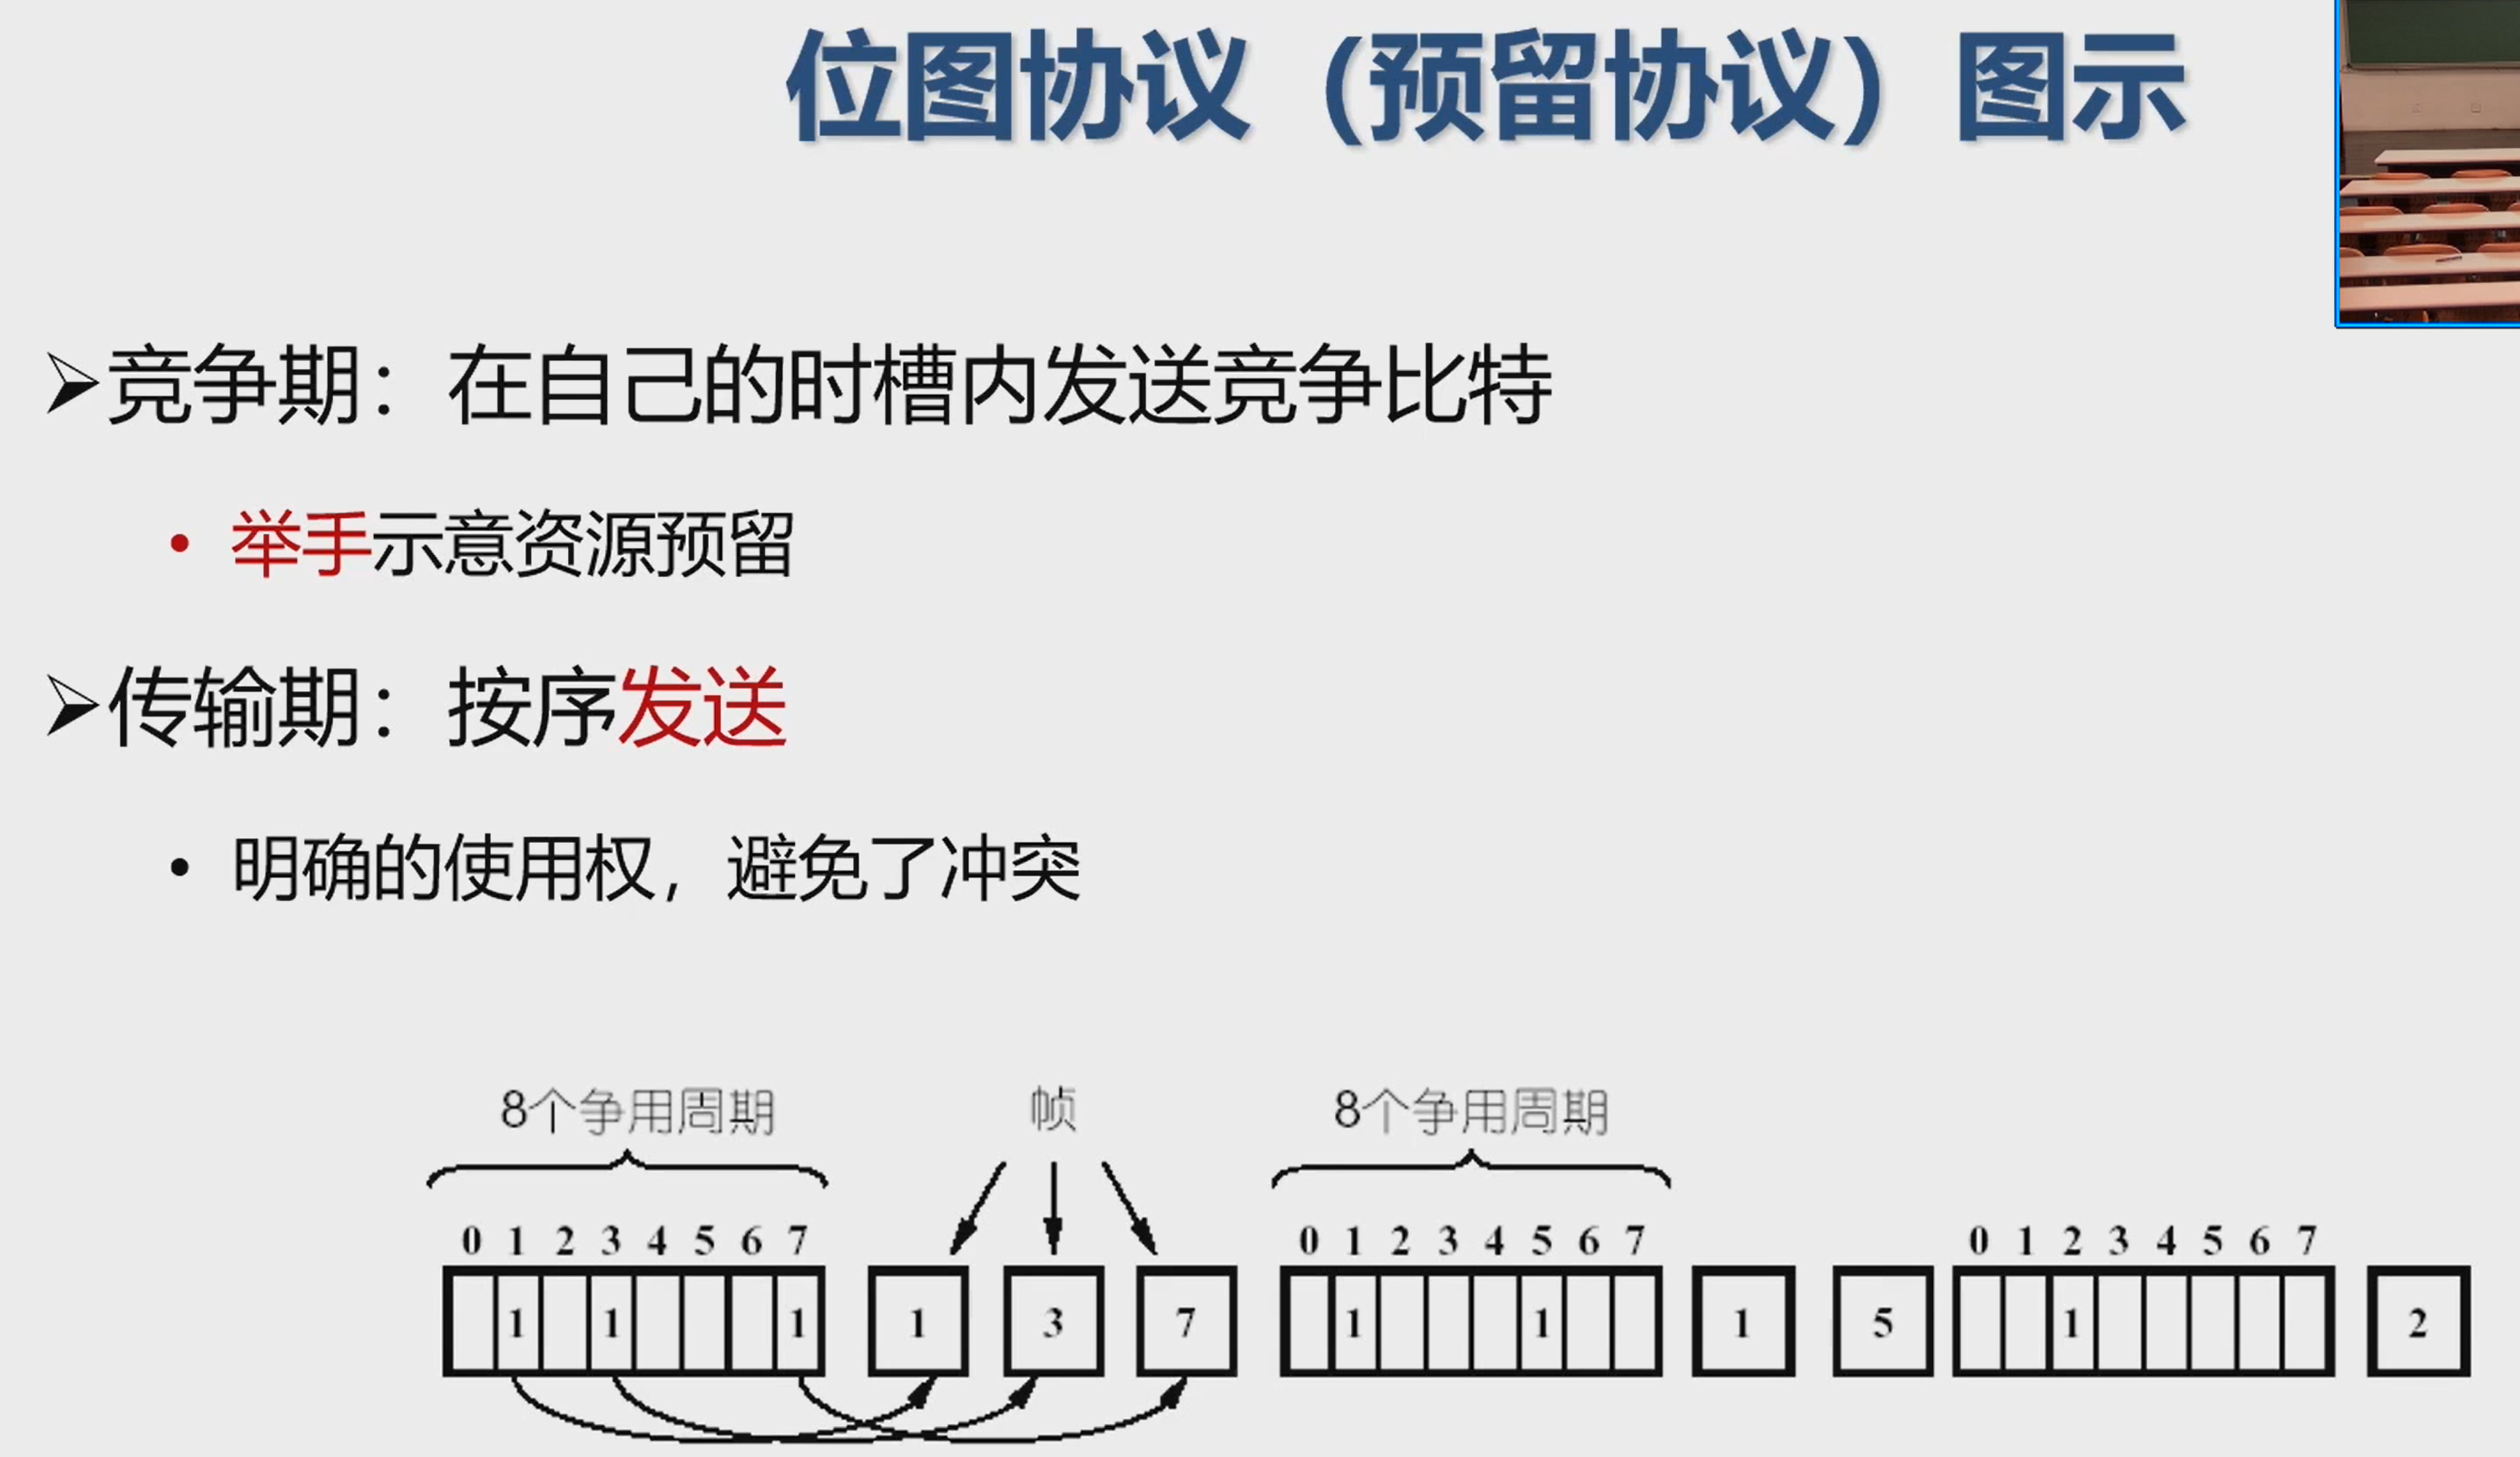 位图协议（预留协议）图示
竞争期：在自己的时槽内发送竞争比特
举手示意资源预留
传输期：按序发送
明确的使用权，避免了冲突
8个争用周期 帧 8个争用周期
0 1 2 3 4 5 6 7 0 1 2 3 4 5 6 7 0 1 2 3 4 5 6 7
1 1 1 1 3 7 1 1 1 5 1 2